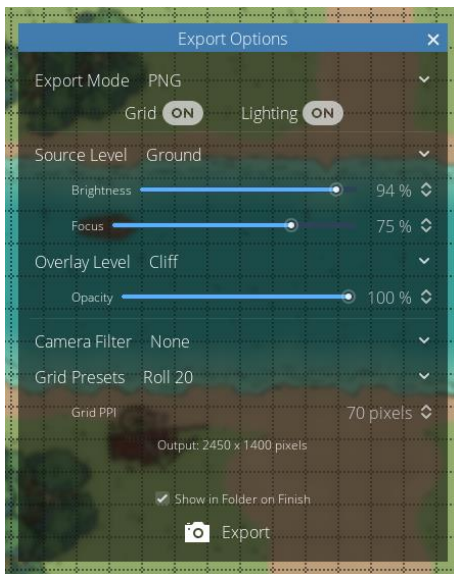 Export Options
Export Mode PNG
Grid ON Lighting ON
Source Level Ground
Brightness 94 %
Focus 75 %
Overlay Level Cliff
Opacity 100 %
Camera Filter None
Grid Presets Roll 20
Grid PPI 70 pixels
Output: 2450 x 1400 pixels
Show in Folder on Finish
Export